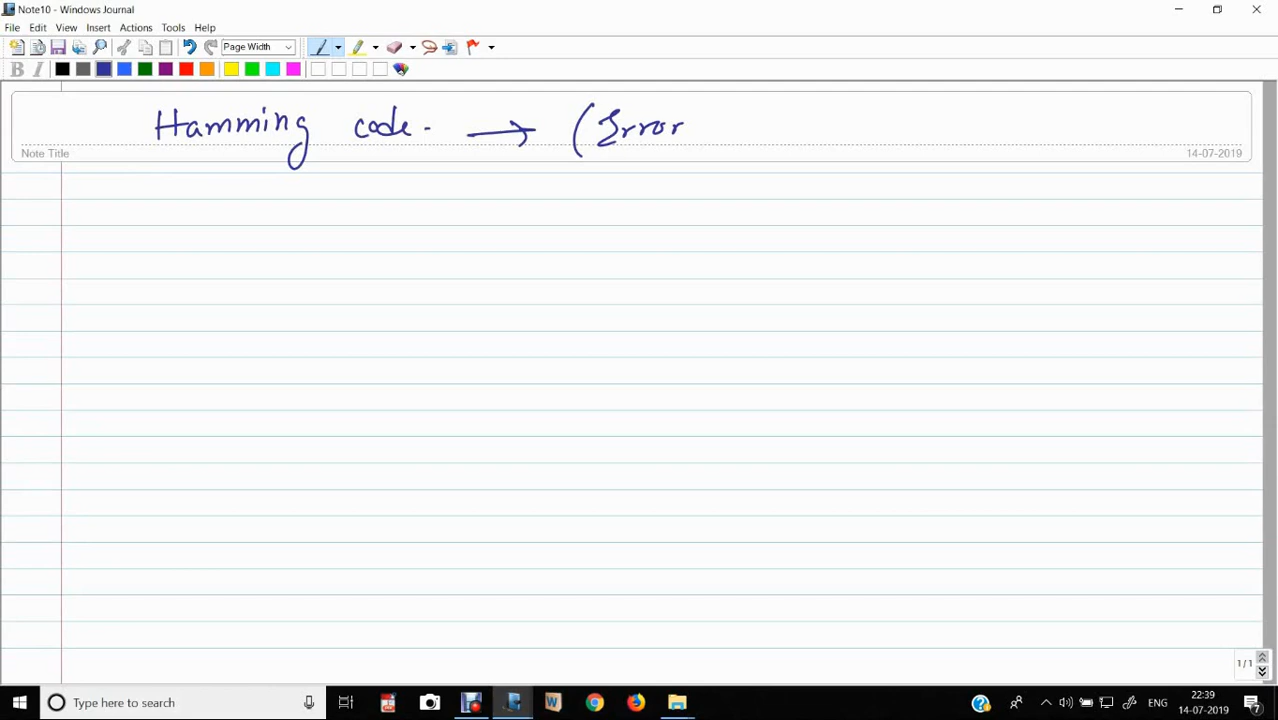 Note10 - Windows Journal
File Edit View Insert Actions Tools Help
Page Width
B I
Hamming code. → (Error
Note Title
14-07-2019
1/1
Type here to search
ENG
22:39
14-07-2019
7